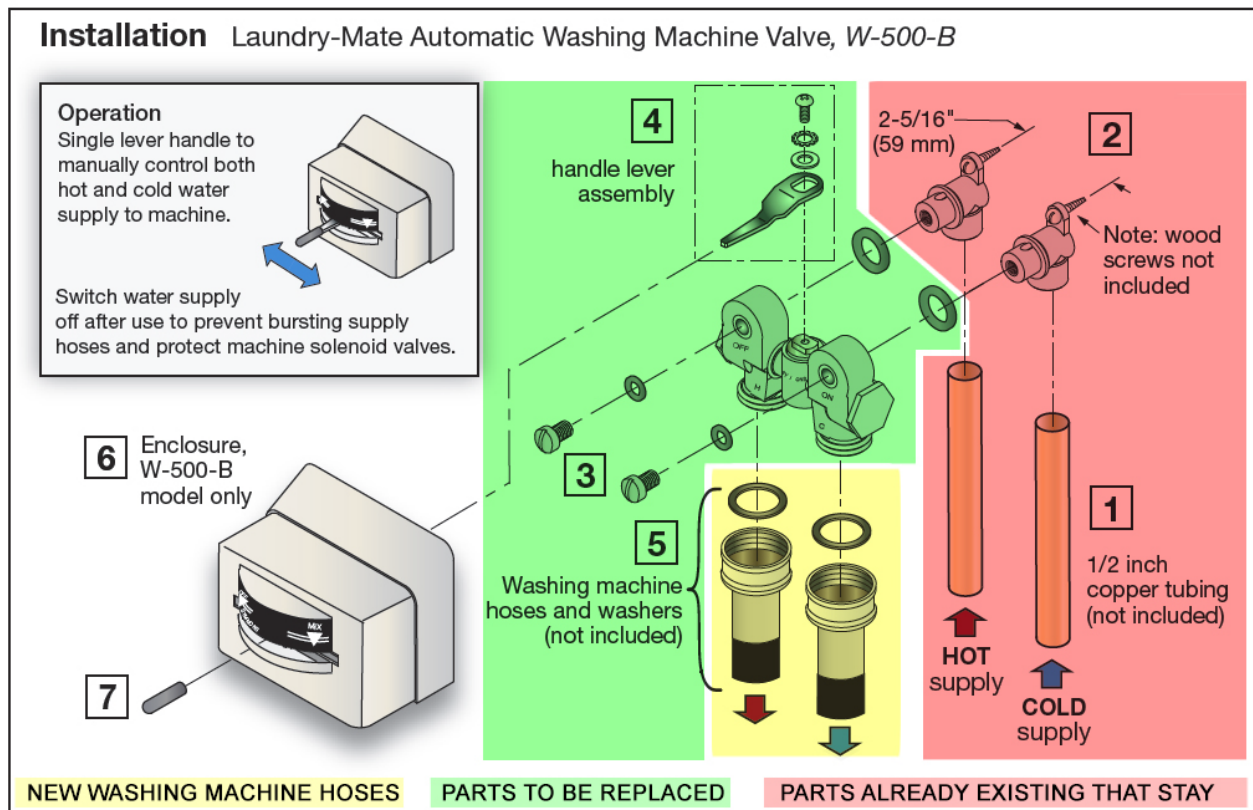 Installation Laundry-Mate Automatic Washing Machine Valve, W-500-B
Operation
Single lever handle to
manually control both
hot and cold water
supply to machine.
Switch water supply
off after use to prevent bursting supply
hoses and protect machine solenoid valves.
4
handle lever
assembly
2-5/16"
(59 mm)
2
Note: wood
screws not
included
OFF
H
ON
C
3
6
Enclosure,
W-500-B
model only
MIX
7
5
Washing machine
hoses and washers
(not included)
1
1/2 inch
copper tubing
(not included)
HOT
supply
COLD
supply
NEW WASHING MACHINE HOSES
PARTS TO BE REPLACED
PARTS ALREADY EXISTING THAT STAY